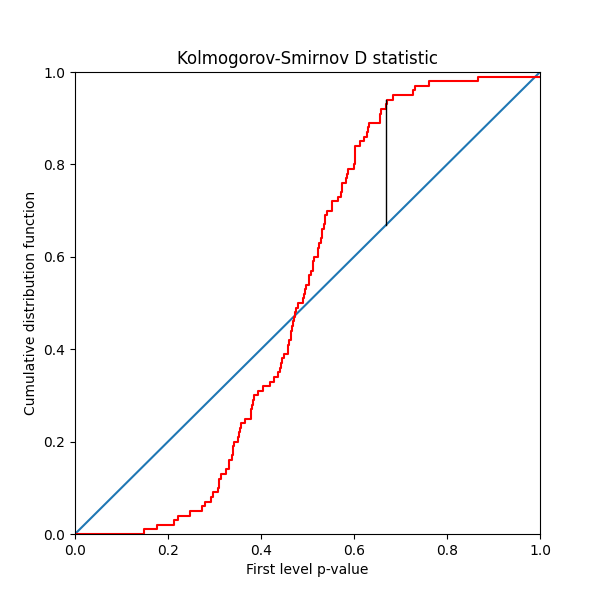 Kolmogorov-Smirnov D statistic
1.0
0.8
0.6
0.4
0.2
0.0
Cumulative distribution function
0.0 0.2 0.4 0.6 0.8 1.0
First level p-value